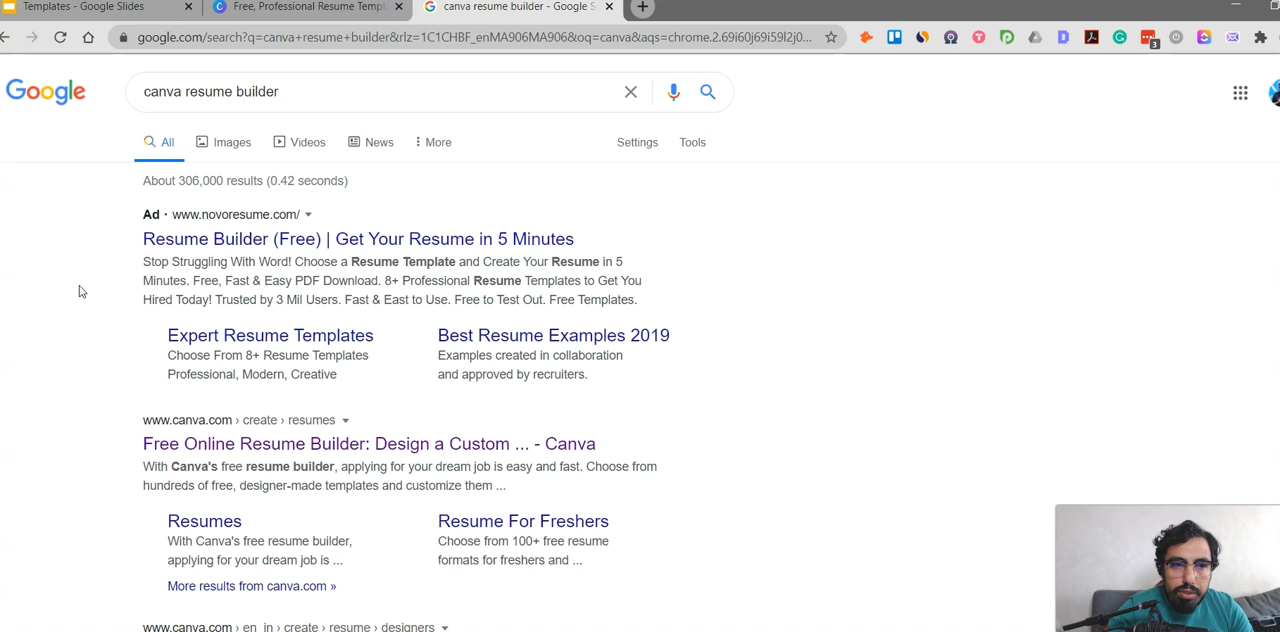 Templates - Google Slides
Free, Professional Resume Templ
canva resume builder - Google S
google.com/search?q=canva+resume+builder&rlz=1C1CHBF_enMA906MA906&oq=canva&aqs=chrome.2.69i60j69i59l2j0...
3
Google
canva resume builder
All
Images
Videos
News
More
Settings
Tools
About 306,000 results (0.42 seconds)
Ad · www.novoresume.com/
Resume Builder (Free) | Get Your Resume in 5 Minutes
Stop Struggling With Word! Choose a Resume Template and Create Your Resume in 5
Minutes. Free, Fast & Easy PDF Download. 8+ Professional Resume Templates to Get You
Hired Today! Trusted by 3 Mil Users. Fast & East to Use. Free to Test Out. Free Templates.
Expert Resume Templates
Choose From 8+ Resume Templates
Professional, Modern, Creative
Best Resume Examples 2019
Examples created in collaboration
and approved by recruiters.
www.canva.com › create › resumes
Free Online Resume Builder: Design a Custom ... - Canva
With Canva's free resume builder, applying for your dream job is easy and fast. Choose from
hundreds of free, designer-made templates and customize them ...
Resumes
With Canva's free resume builder,
applying for your dream job is ...
Resume For Freshers
Choose from 100+ free resume
formats for freshers and ...
More results from canva.com »
www.canva.com › en_in › create › resume › designers